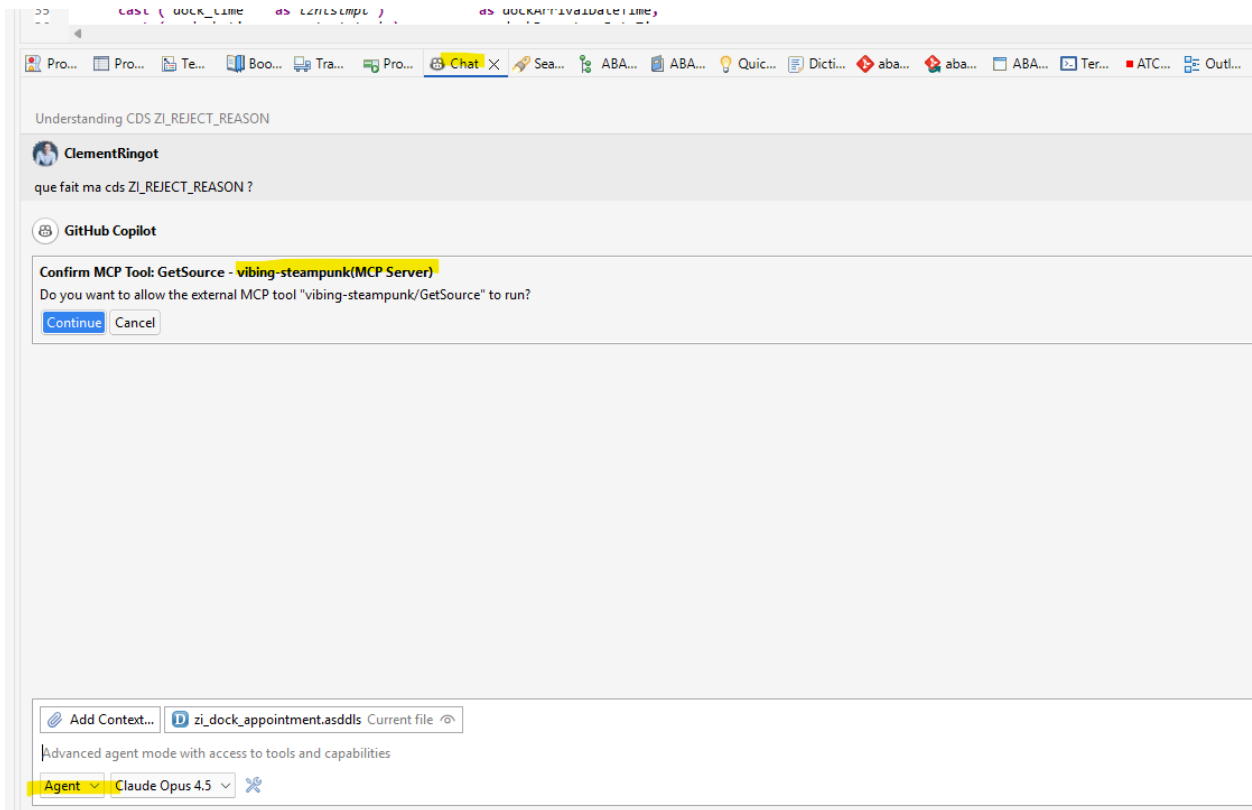 cast ( dock_time as tzntstmpl ) as dockArrivalDateTime,
Pro... Pro... Te... Boo... Tra... Pro... Chat Sea... ABA... ABA... Quic... Dicti... aba... aba... ABA... Ter... ATC... Outl...
Understanding CDS ZI_REJECT_REASON
ClementRingot
que fait ma cds ZI_REJECT_REASON ?
GitHub Copilot
Confirm MCP Tool: GetSource - vibing-steampunk(MCP Server)
Do you want to allow the external MCP tool "vibing-steampunk/GetSource" to run?
Continue Cancel
Add Context... D zi_dock_appointment.asddls Current file
Advanced agent mode with access to tools and capabilities
Agent Claude Opus 4.5